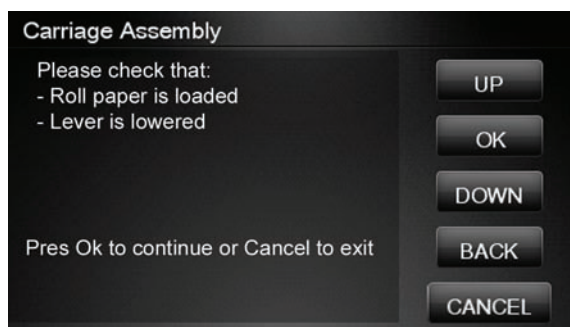 Carriage Assembly
Please check that:
- Roll paper is loaded
- Lever is lowered
Pres Ok to continue or Cancel to exit
UP
OK
DOWN
BACK
CANCEL